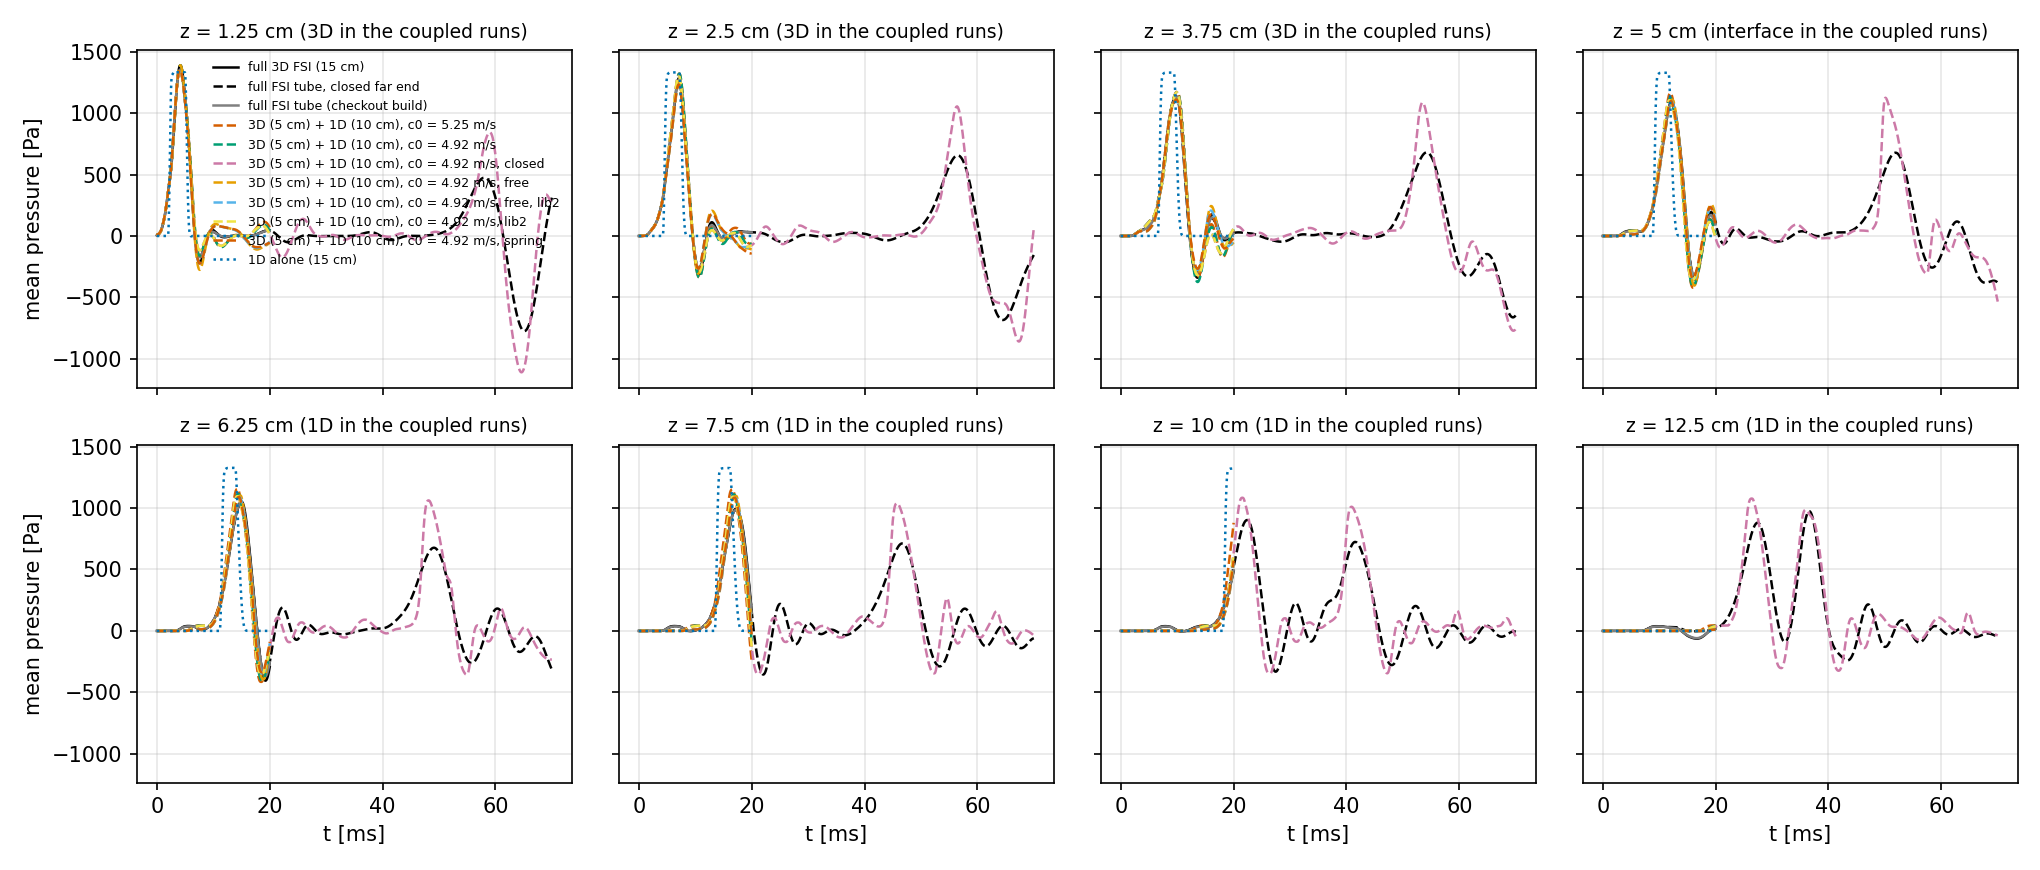 z = 1.25 cm (3D in the coupled runs)
z = 2.5 cm (3D in the coupled runs)
z = 3.75 cm (3D in the coupled runs)
z = 5 cm (interface in the coupled runs)
mean pressure [Pa]
1500
1000
500
0
−500
−1000
full 3D FSI (15 cm)
full FSI tube, closed far end
full FSI tube (checkout build)
3D (5 cm) + 1D (10 cm), c0 = 5.25 m/s
3D (5 cm) + 1D (10 cm), c0 = 4.92 m/s
3D (5 cm) + 1D (10 cm), c0 = 4.92 m/s, closed
3D (5 cm) + 1D (10 cm), c0 = 4.92 m/s, free
3D (5 cm) + 1D (10 cm), c0 = 4.92 m/s, free, lib2
3D (5 cm) + 1D (10 cm), c0 = 4.92 m/s, lib2
3D (5 cm) + 1D (10 cm), c0 = 4.92 m/s, spring
1D alone (15 cm)
z = 6.25 cm (1D in the coupled runs)
z = 7.5 cm (1D in the coupled runs)
z = 10 cm (1D in the coupled runs)
z = 12.5 cm (1D in the coupled runs)
mean pressure [Pa]
1500
1000
500
0
−500
−1000
0 20 40 60
0 20 40 60
0 20 40 60
0 20 40 60
t [ms]
t [ms]
t [ms]
t [ms]